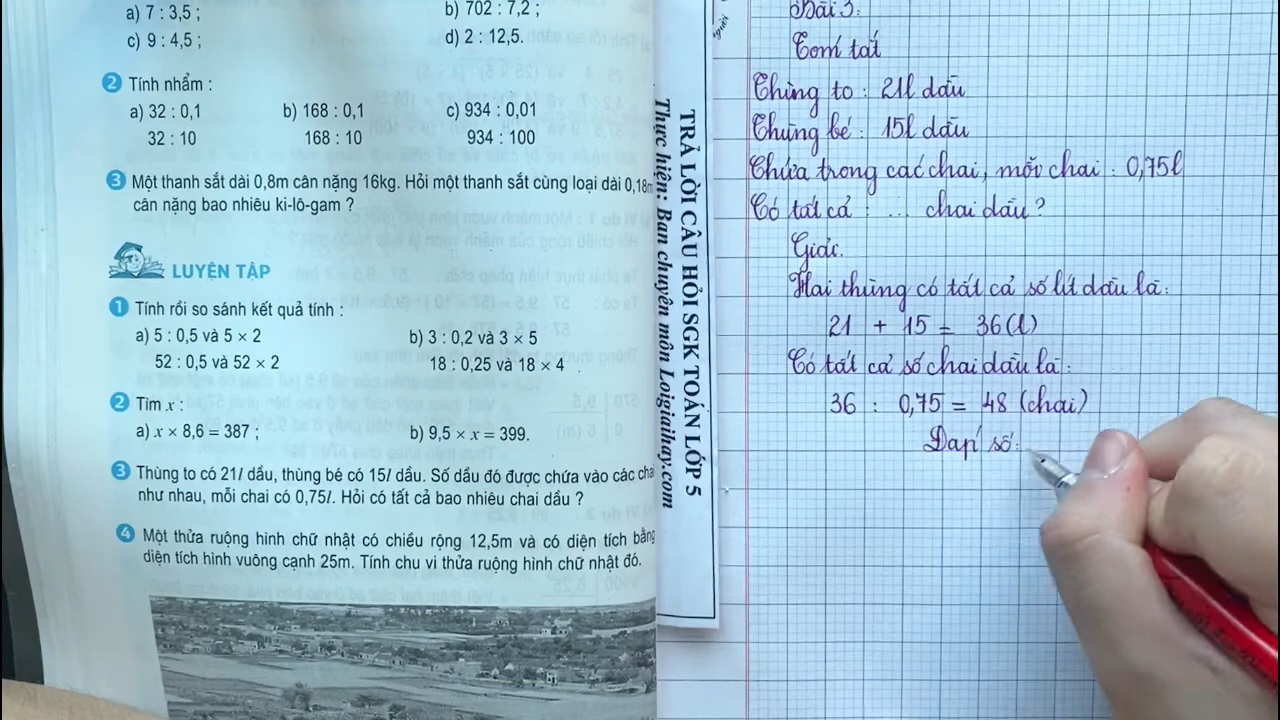 a) 7 : 3,5 ;
b) 702 : 7,2 ;
c) 9 : 4,5 ;
d) 2 : 12,5.
2 Tính nhẩm :
a) 32 : 0,1
b) 168 : 0,1
c) 934 : 0,01
32 : 10
168 : 10
934 : 100
3 Một thanh sắt dài 0,8m cân nặng 16kg. Hỏi một thanh sắt cùng loại dài 0,18m
cân nặng bao nhiêu ki-lô-gam ?
LUYỆN TẬP
1 Tính rồi so sánh kết quả tính :
a) 5 : 0,5 và 5 × 2
b) 3 : 0,2 và 3 × 5
52 : 0,5 và 52 × 2
18 : 0,25 và 18 × 4
2 Tìm x :
a) x × 8,6 = 387 ;
b) 9,5 × x = 399.
3 Thùng to có 21l dầu, thùng bé có 15l dầu. Số dầu đó được chứa vào các chai
như nhau, mỗi chai có 0,75l. Hỏi có tất cả bao nhiêu chai dầu ?
4 Một thửa ruộng hình chữ nhật có chiều rộng 12,5m và có diện tích bằng
diện tích hình vuông cạnh 25m. Tính chu vi thửa ruộng hình chữ nhật đó.
TRẢ LỜI CÂU HỎI SGK TOÁN LỚP 5
Thực hiện: Ban chuyên môn Loigiaihay.com
Bài 3:
Tóm tắt
Thùng to : 21l dầu
Thùng bé : 15l dầu
Chứa trong các chai, mỗi chai : 0,75l
Có tất cả : ... chai dầu ?
Giải.
Hai thùng có tất cả số lít dầu là:
21 + 15 = 36 (l)
Có tất cả số chai dầu là:
36 : 0,75 = 48 (chai)
Đáp số: